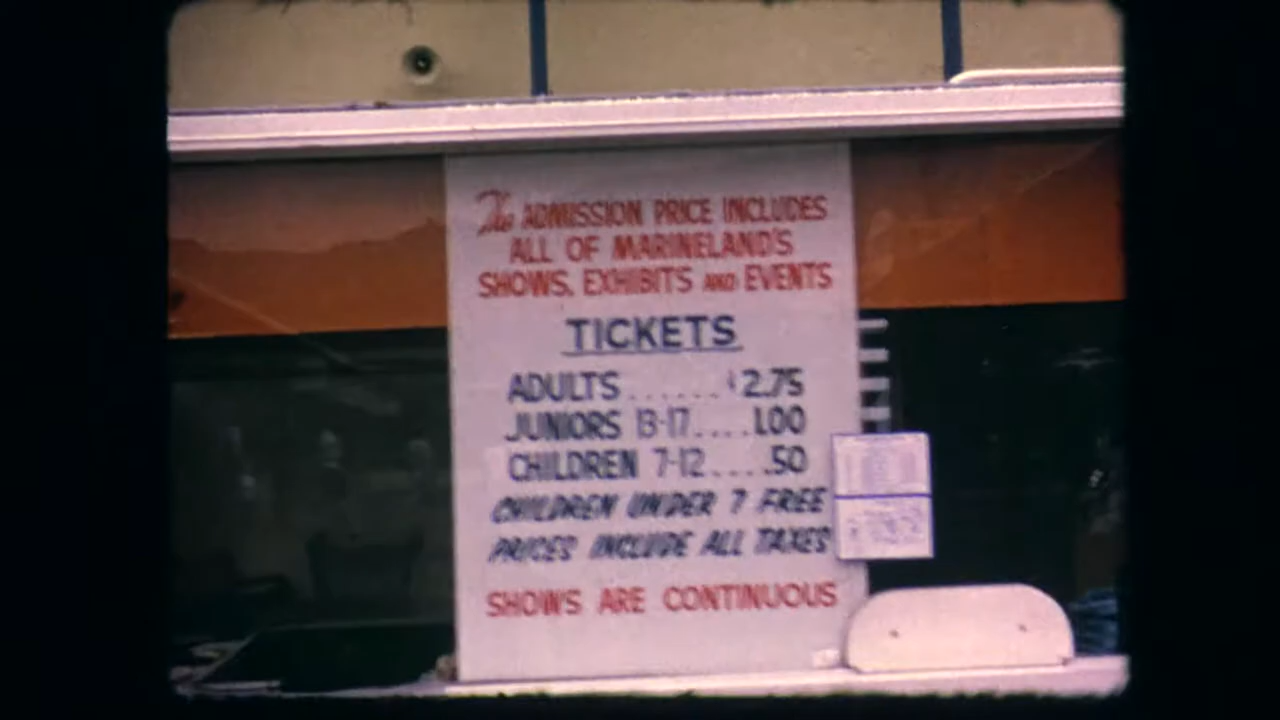 The ADMISSION PRICE INCLUDES
ALL OF MARINELAND'S
SHOWS, EXHIBITS AND EVENTS
TICKETS
ADULTS ...... $2.75
JUNIORS 13-17.... 1.00
CHILDREN 7-12.... .50
CHILDREN UNDER 7 FREE
PRICES INCLUDE ALL TAXES
SHOWS ARE CONTINUOUS